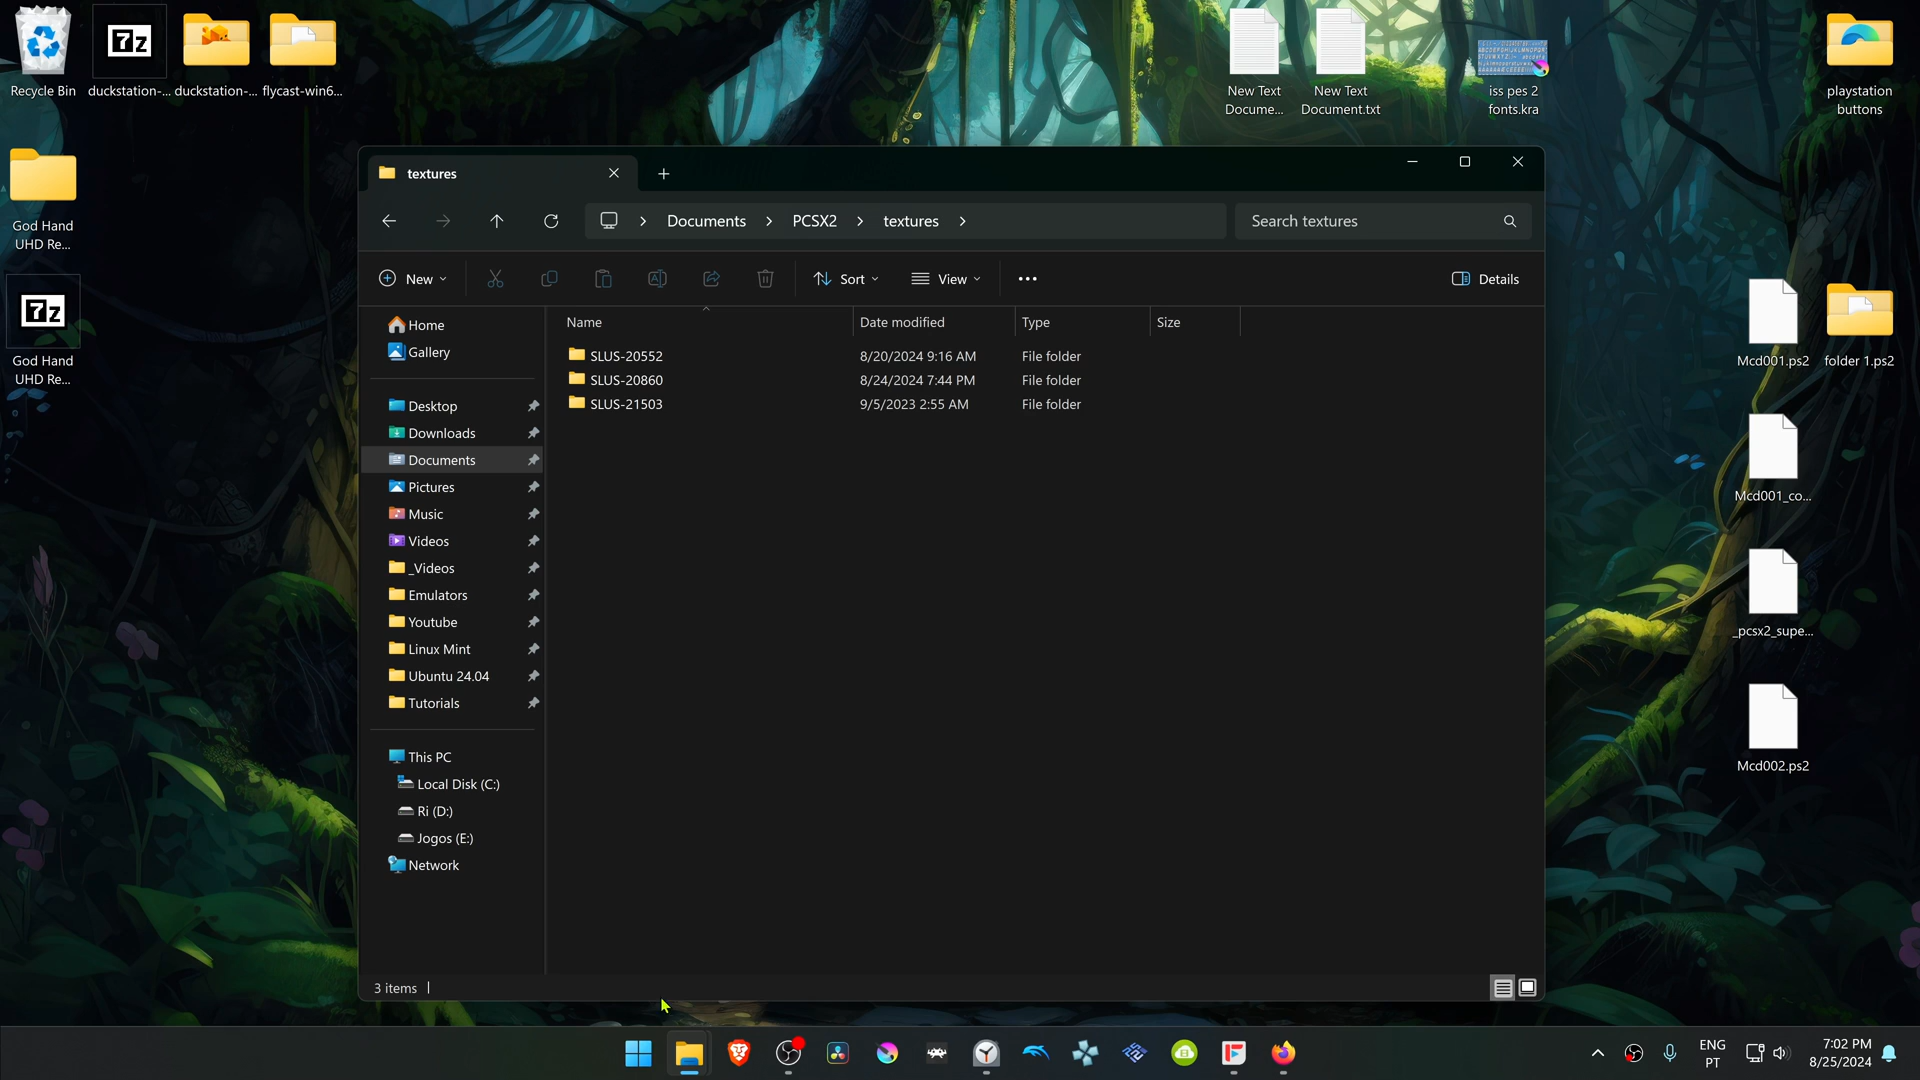 Recycle Bin
duckstation-...
duckstation-...
flycast-win6...
New Text
Docume...
New Text
Document.txt
iss pes 2
fonts.kra
playstation
buttons
God Hand
UHD Re...
7z
7z
God Hand
UHD Re...
textures
Documents
PCSX2
textures
Search textures
New
Sort
View
Details
Home
Gallery
Desktop
Downloads
Documents
Pictures
Music
Videos
_Videos
Emulators
Youtube
Linux Mint
Ubuntu 24.04
Tutorials
This PC
Local Disk (C:)
Ri (D:)
Jogos (E:)
Network
Name Date modified Type Size
SLUS-20552 8/20/2024 9:16 AM File folder
SLUS-20860 8/24/2024 7:44 PM File folder
SLUS-21503 9/5/2023 2:55 AM File folder
3 items
Mcd001.ps2
folder 1.ps2
Mcd001_co...
_pcsx2_supe...
Mcd002.ps2
ENG
PT
7:02 PM
8/25/2024